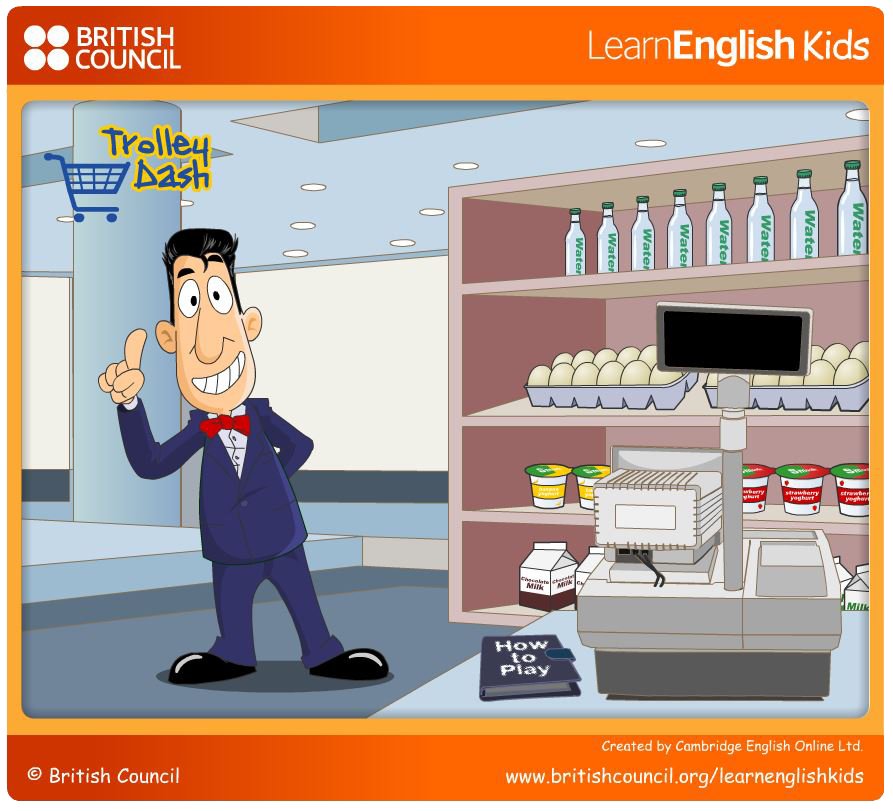 BRITISH
COUNCIL
LearnEnglish Kids
Trolley
Dash
Water
Water
Water
Water
Water
Water
Water
Water
banana
yoghurt
strawberry
yoghurt
strawberry
yoghurt
Chocolate
Milk
Chocolate
Milk
Milk
How
to
Play
Created by Cambridge English Online Ltd.
© British Council
www.britishcouncil.org/learnenglishkids